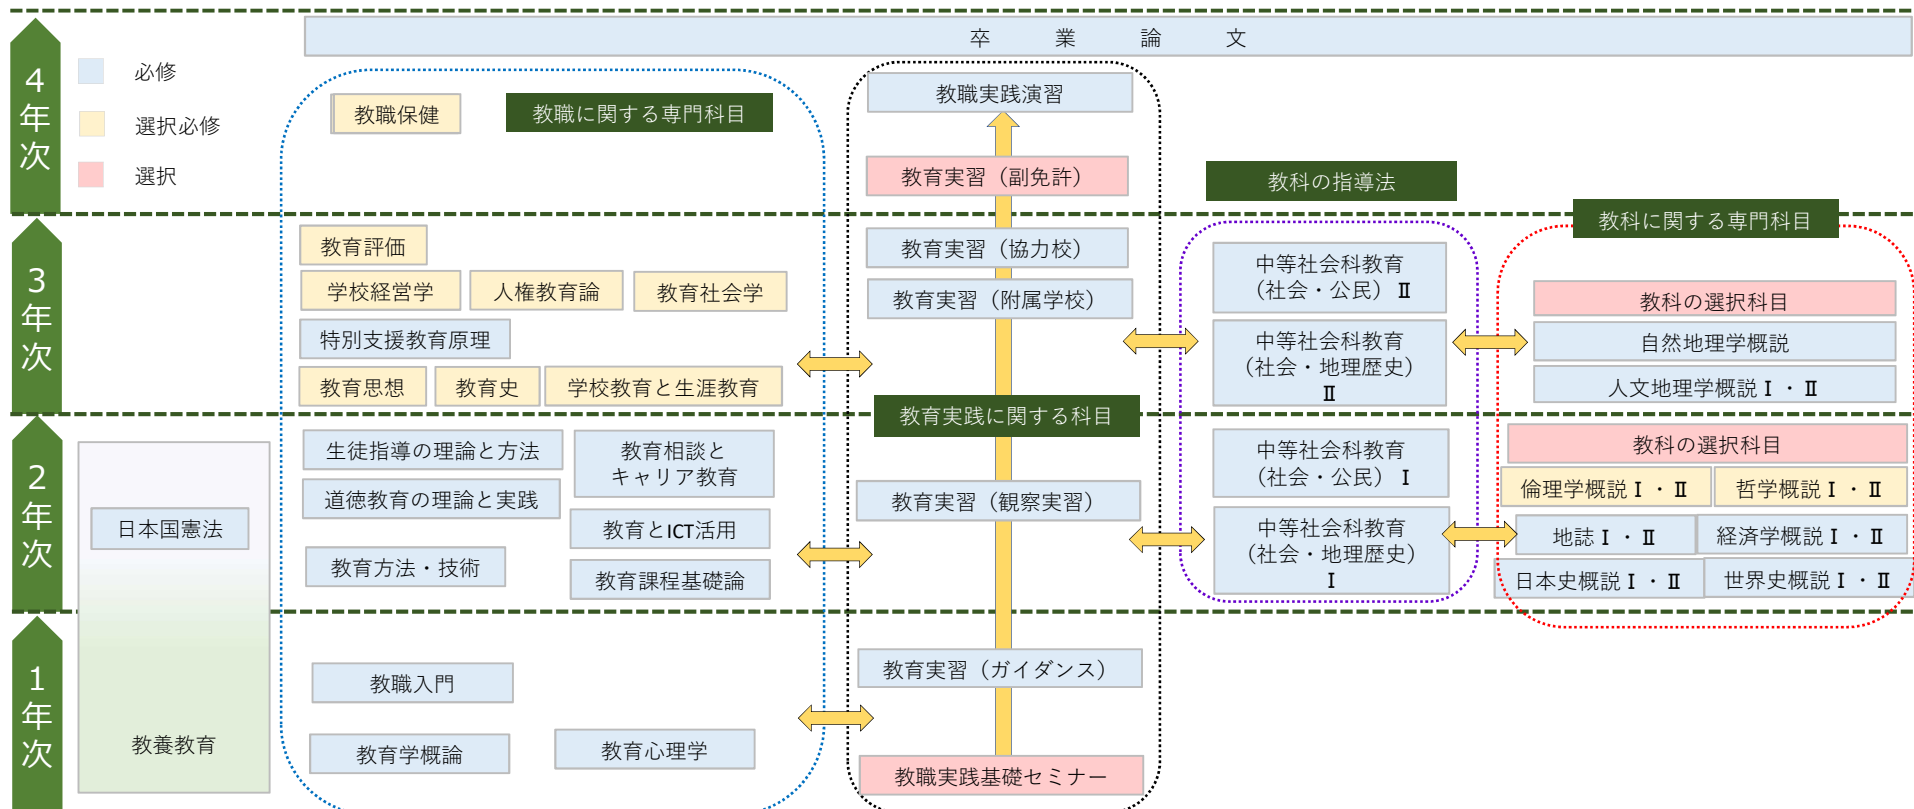 卒業論文
4年次
必修
選択必修
選択
教職保健
教職に関する専門科目
教職実践演習
教育実習（副免許）
教科の指導法
3年次
教育評価
学校経営学
人権教育論
教育社会学
特別支援教育原理
教育思想
教育史
学校教育と生涯教育
教育実習（協力校）
教育実習（附属学校）
中等社会科教育
（社会・公民）Ⅱ
中等社会科教育
（社会・地理歴史）
Ⅱ
教科に関する専門科目
教科の選択科目
自然地理学概説
人文地理学概説Ⅰ・Ⅱ
教育実践に関する科目
2年次
日本国憲法
生徒指導の理論と方法
教育相談と
キャリア教育
道徳教育の理論と実践
教育とICT活用
教育方法・技術
教育課程基礎論
教育実習（観察実習）
中等社会科教育
（社会・公民）Ⅰ
中等社会科教育
（社会・地理歴史）
Ⅰ
教科の選択科目
倫理学概説Ⅰ・Ⅱ
哲学概説Ⅰ・Ⅱ
地誌Ⅰ・Ⅱ
経済学概説Ⅰ・Ⅱ
日本史概説Ⅰ・Ⅱ
世界史概説Ⅰ・Ⅱ
1年次
教養教育
教職入門
教育学概論
教育心理学
教育実習（ガイダンス）
教職実践基礎セミナー